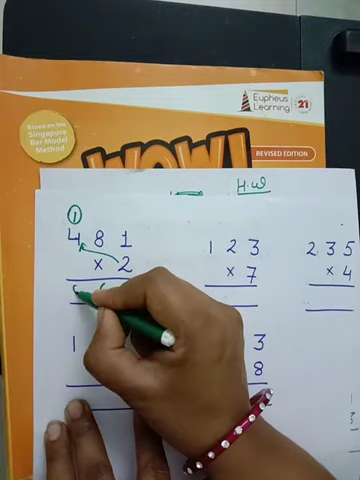 Eupheus
Learning
21
Based on the
Singapore
Bar Model
Method
WOW!
REVISED EDITION
H.W
1
4 8 1
× 2
1 2 3
× 7
2 3 5
× 4
1
3
8